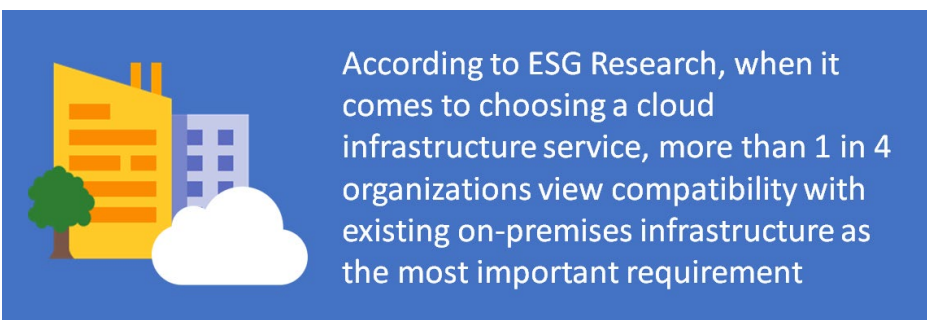 According to ESG Research, when it
comes to choosing a cloud
infrastructure service, more than 1 in 4
organizations view compatibility with
existing on-premises infrastructure as
the most important requirement